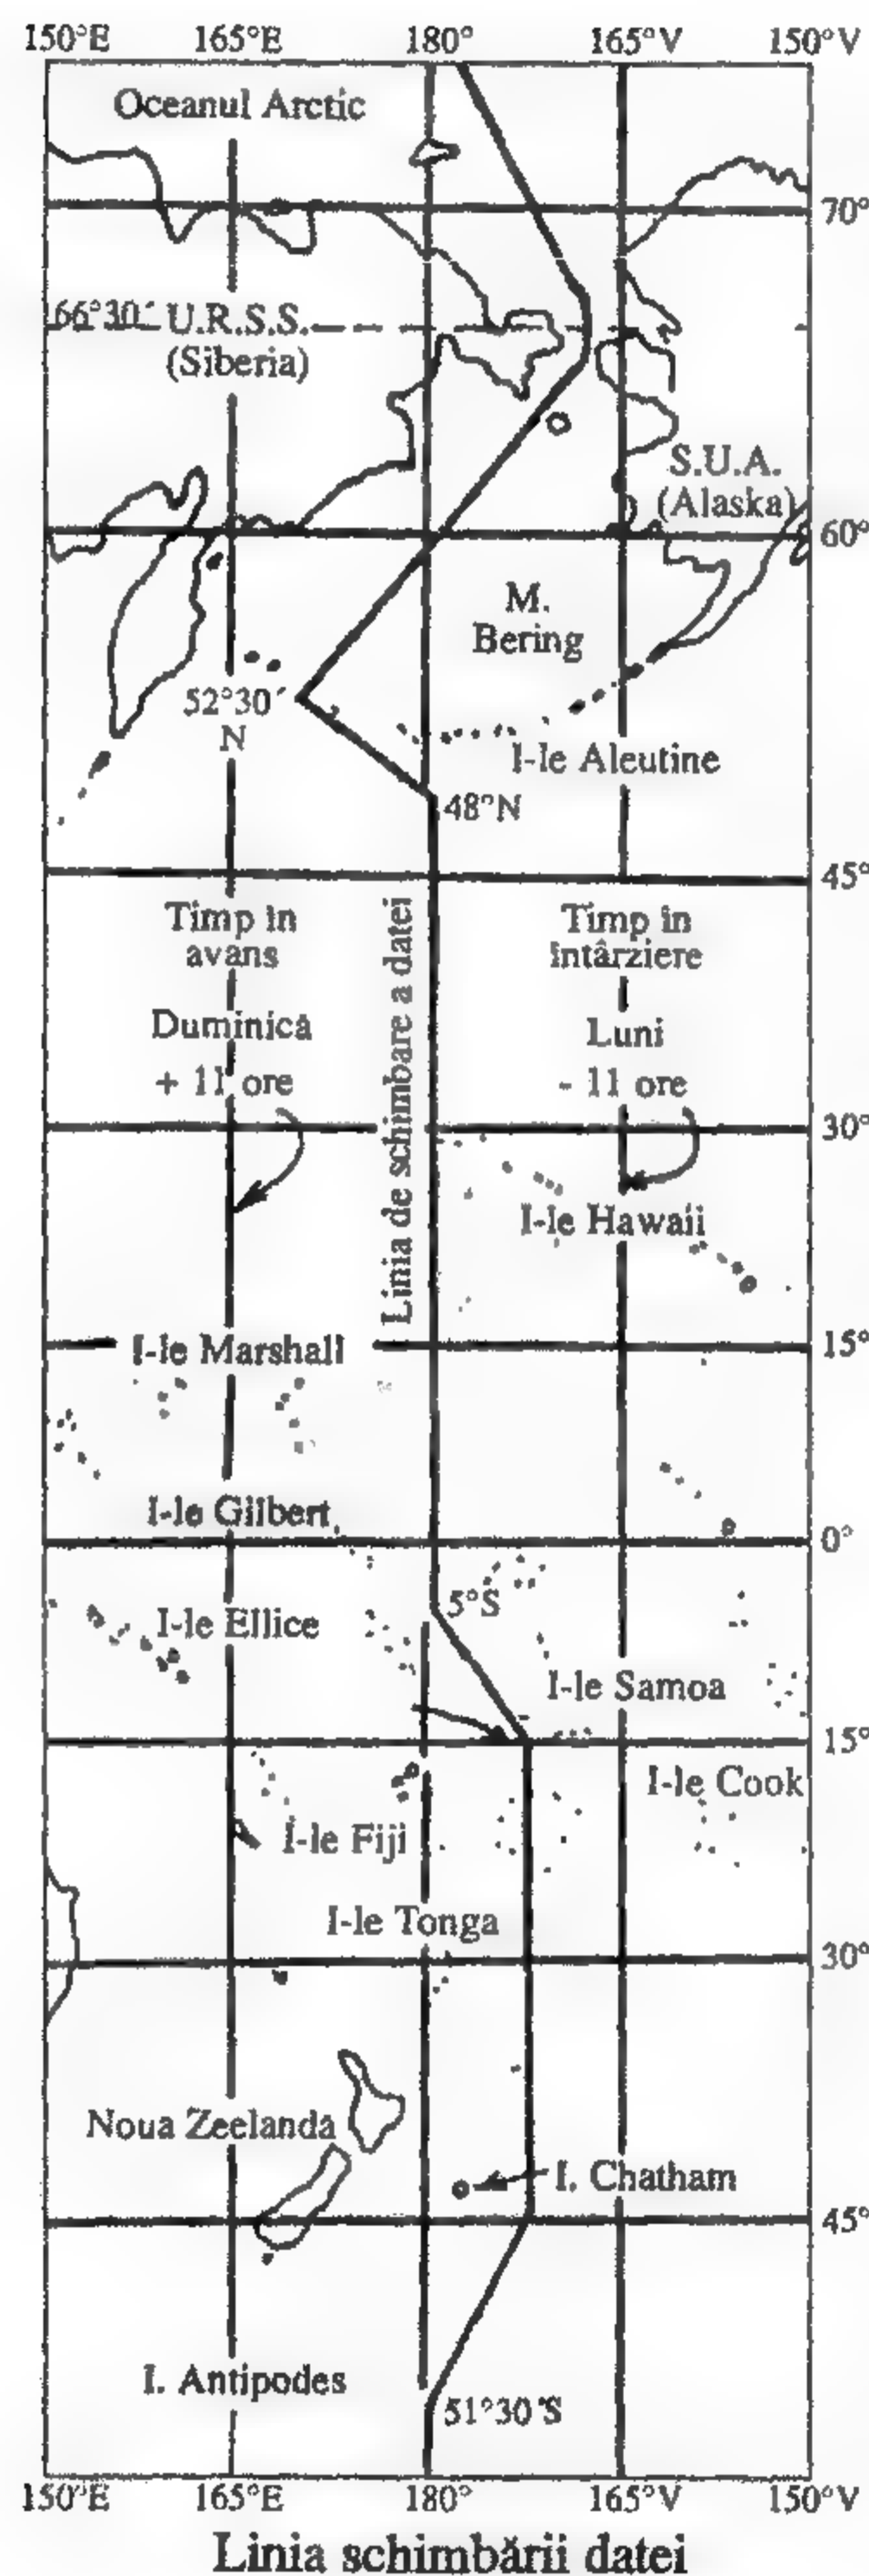 150°E 165°E 180° 165°V 150°V
Oceanul Arctic
70°
66°30´ U.R.S.S.
(Siberia)
S.U.A.
(Alaska)
60°
M.
Bering
52°30´
N
I-le Aleutine
48°N
45°
Timp în
avans
Timp în
întârziere
Duminică
+ 11 ore
Luni
- 11 ore
Linia de schimbare a datei
30°
I-le Hawaii
I-le Marshall
15°
I-le Gilbert
0°
5°S
I-le Ellice
I-le Samoa
15°
I-le Cook
I-le Fiji
I-le Tonga
30°
Noua Zeelandă
I. Chatham
45°
I. Antipodes
51°30´S
150°E 165°E 180° 165°V 150°V
Linia schimbării datei